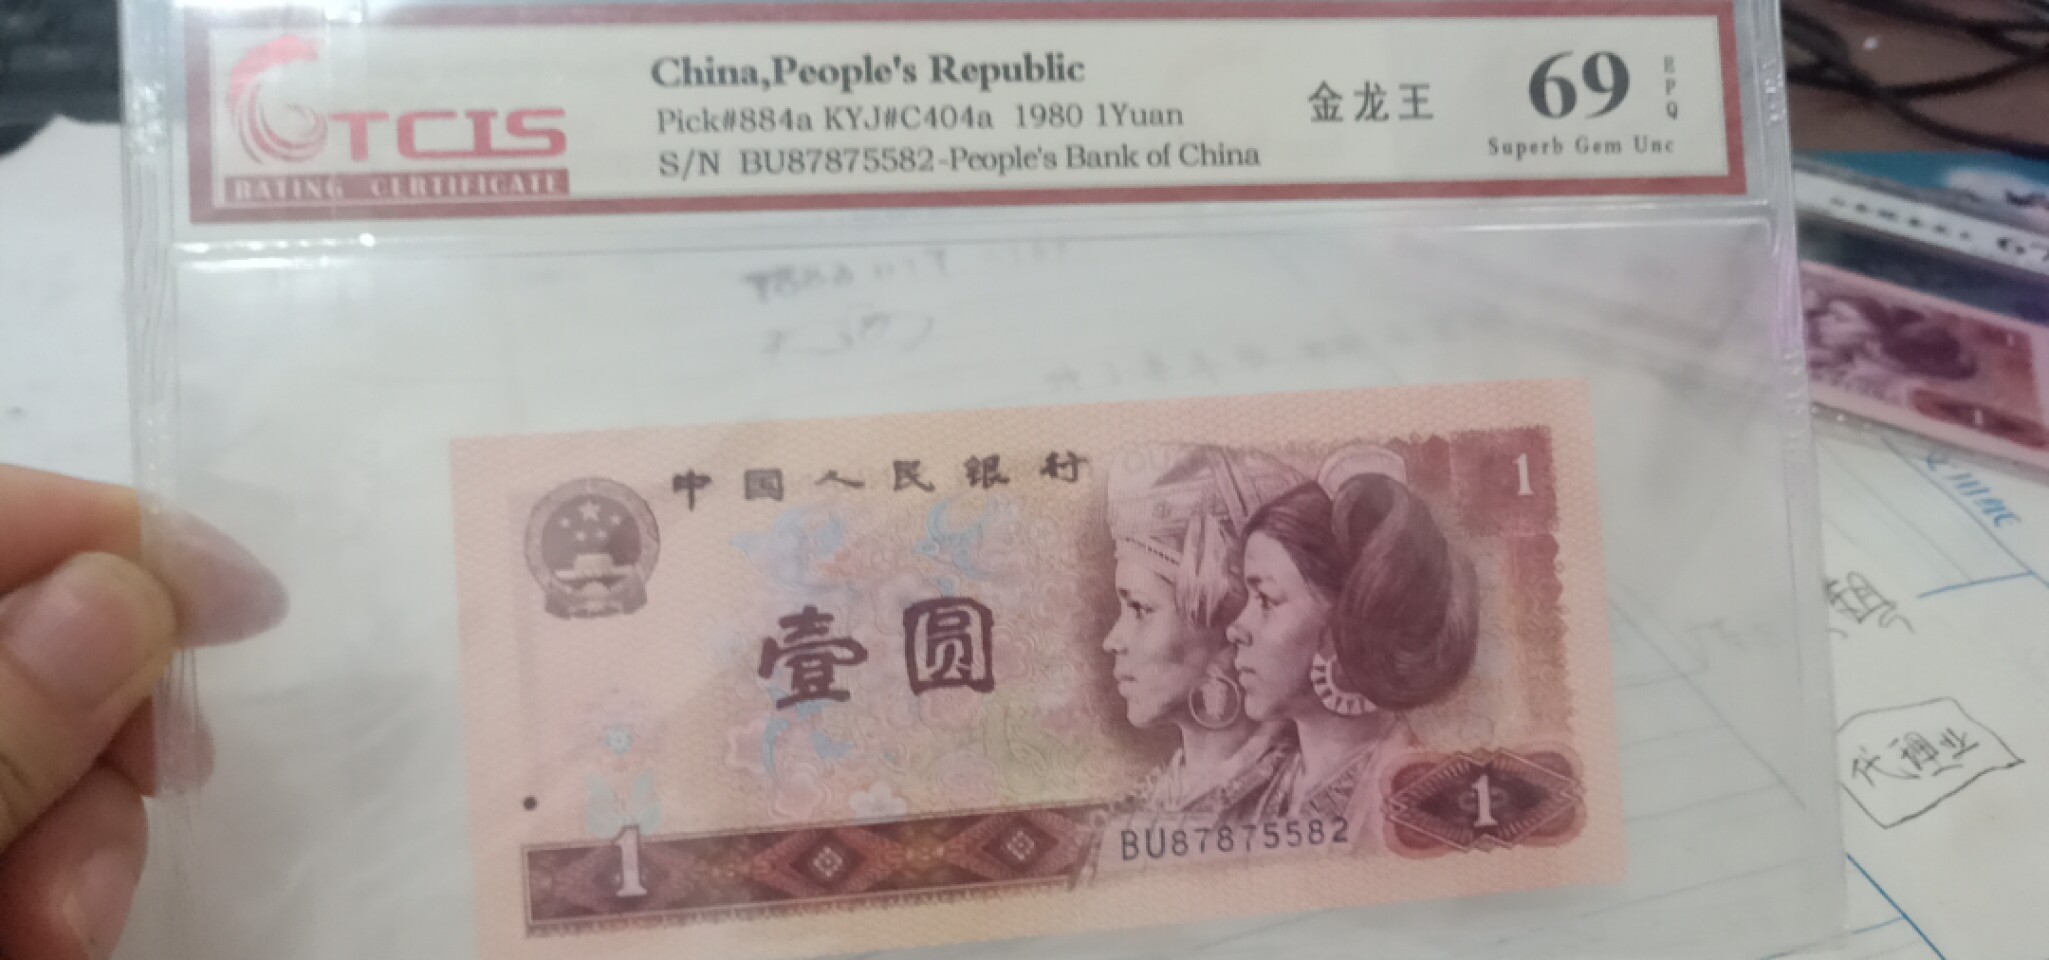 TCIS
RATING CERTIFICATE
China,People's Republic
Pick#884a KYJ#C404a 1980 1Yuan
S/N BU87875582-People's Bank of China
金龙王
69
EPQ
Superb Gem Unc
中国人民银行
1
壹圆
1
BU87875582
1
67
1
代理业